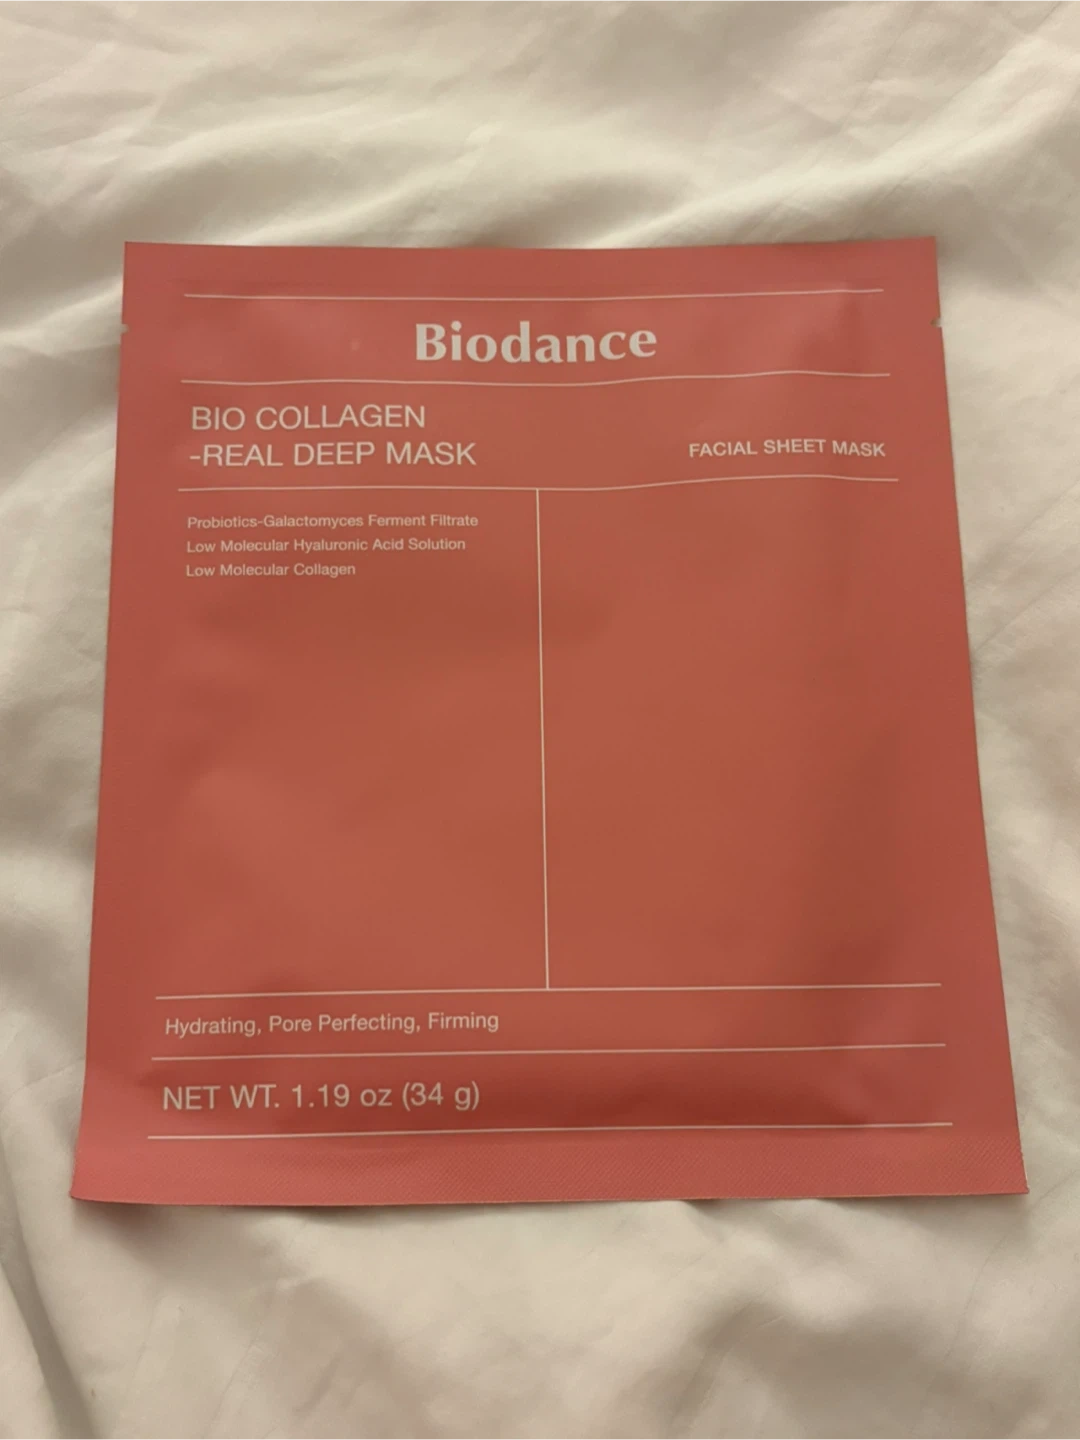 Biodance
BIO COLLAGEN
-REAL DEEP MASK
FACIAL SHEET MASK
Probiotics-Galactomyces Ferment Filtrate
Low Molecular Hyaluronic Acid Solution
Low Molecular Collagen
Hydrating, Pore Perfecting, Firming
NET WT. 1.19 oz (34 g)